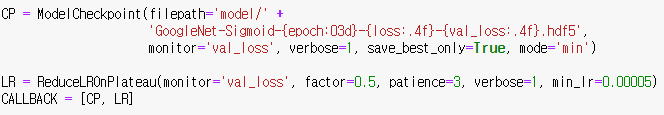 CP = ModelCheckpoint(filepath='model/' +
'GoogleNet-Sigmoid-{epoch:03d}-{loss:.4f}-{val_loss:.4f}.hdf5',
monitor='val_loss', verbose=1, save_best_only=True, mode='min')
LR = ReduceLROnPlateau(monitor='val_loss', factor=0.5, patience=3, verbose=1, min_lr=0.00005)
CALLBACK = [CP, LR]